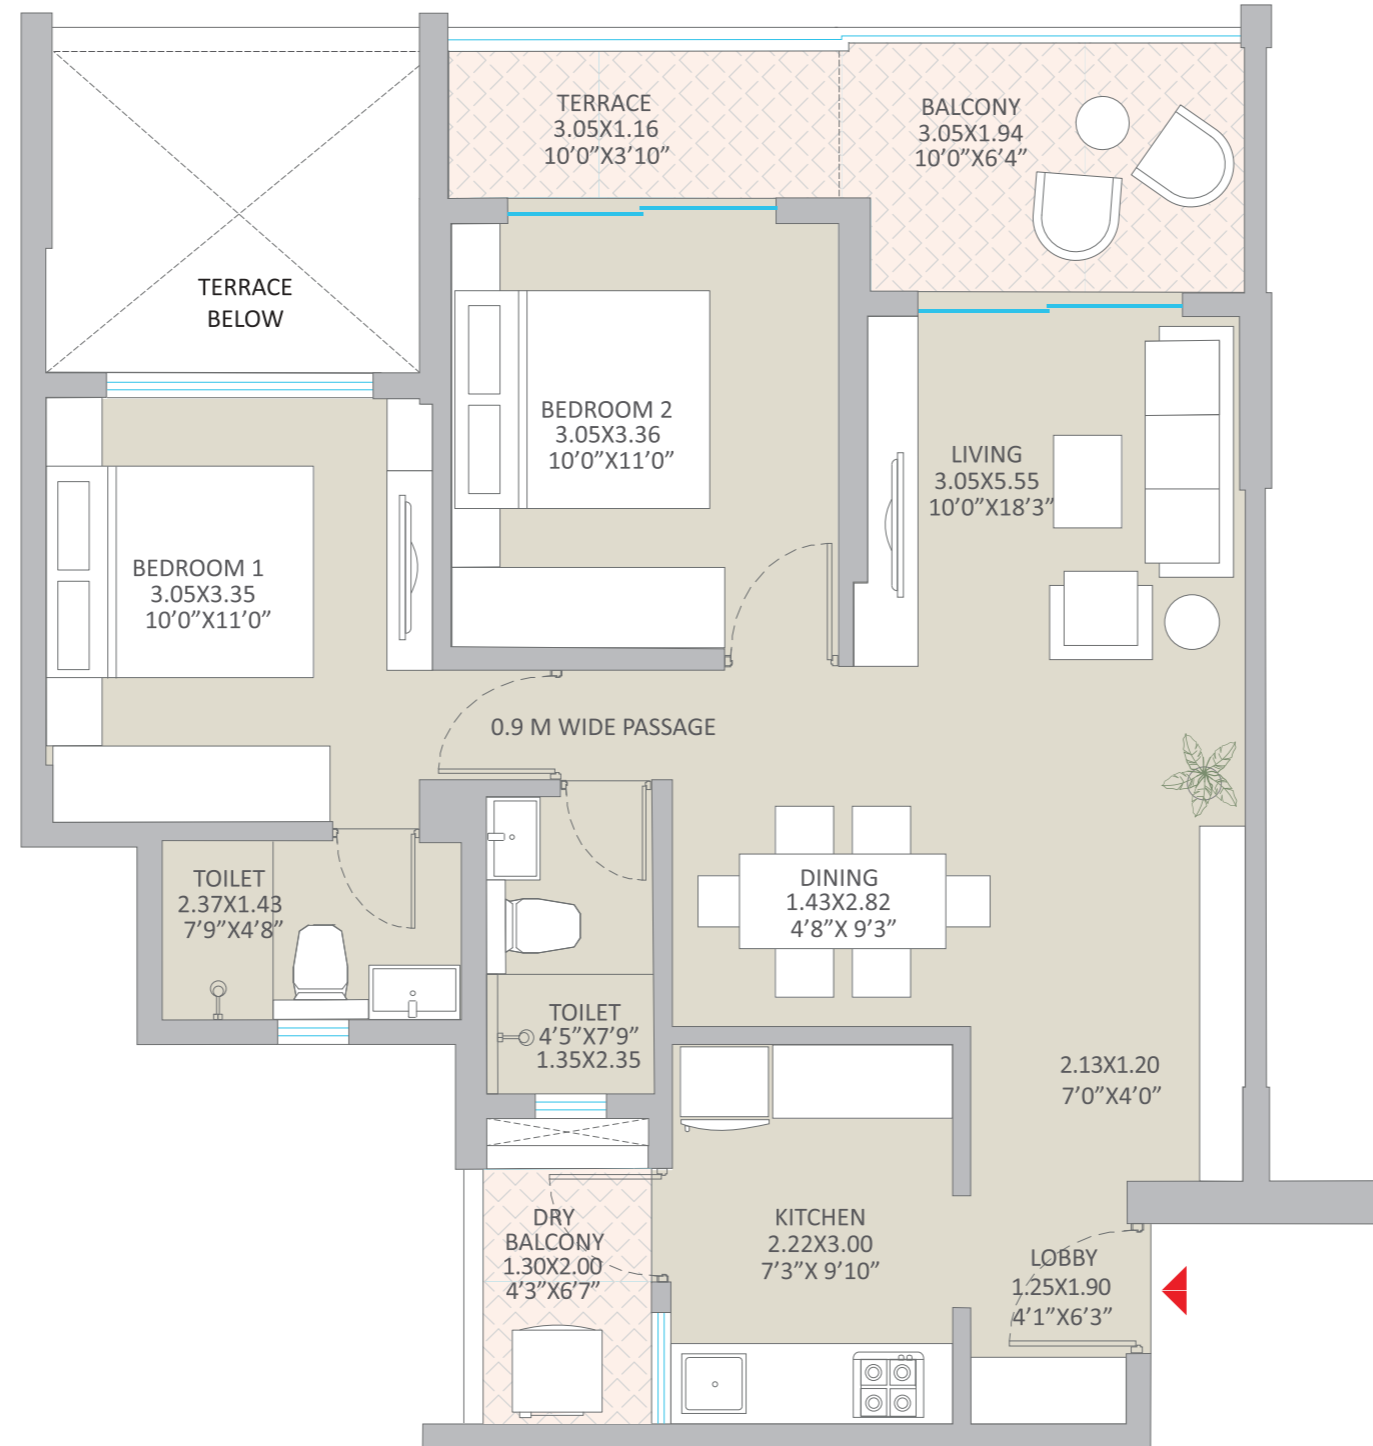 TERRACE
3.05X1.16
10’0”X3’10”
BALCONY
3.05X1.94
10’0”X6’4”
TERRACE
BELOW
BEDROOM 2
3.05X3.36
10’0”X11’0”
LIVING
3.05X5.55
10’0”X18’3”
BEDROOM 1
3.05X3.35
10’0”X11’0”
0.9 M WIDE PASSAGE
TOILET
2.37X1.43
7’9”X4’8”
DINING
1.43X2.82
4’8”X 9’3”
TOILET
4’5”X7’9”
1.35X2.35
2.13X1.20
7’0”X4’0”
DRY
BALCONY
1.30X2.00
4’3”X6’7”
KITCHEN
2.22X3.00
7’3”X 9’10”
LOBBY
1.25X1.90
4’1”X6’3”